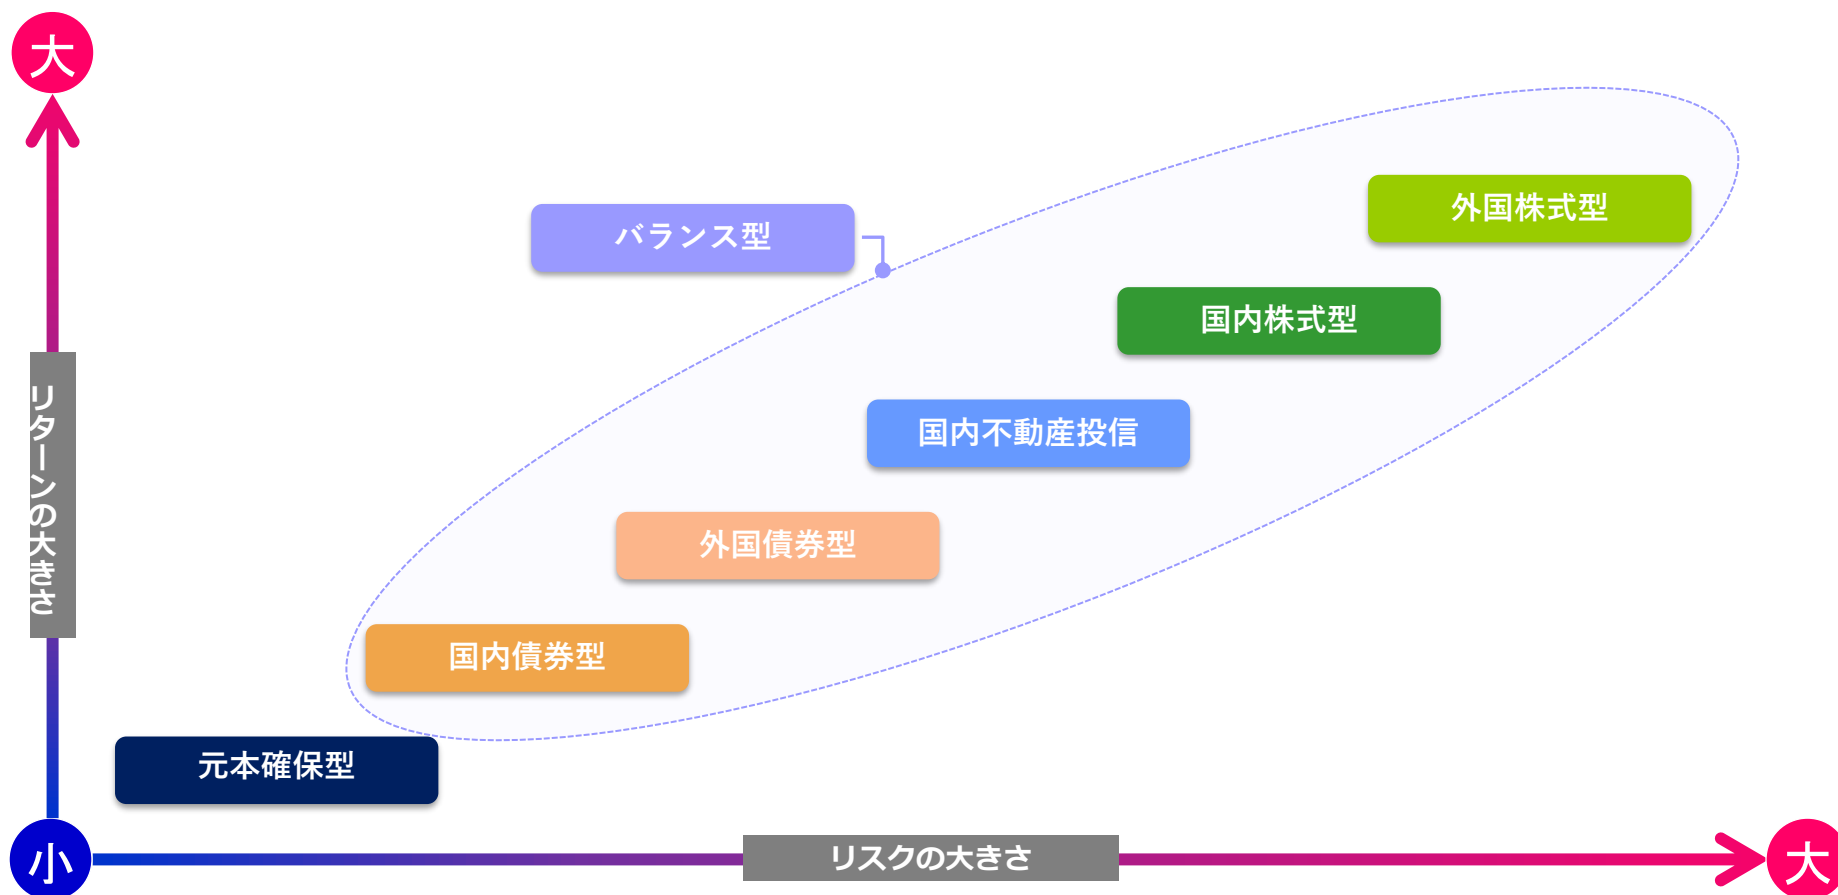 大
外国株式型
バランス型
国内株式型
国内不動産投信
リターンの大きさ
外国債券型
国内債券型
元本確保型
小
リスクの大きさ
大